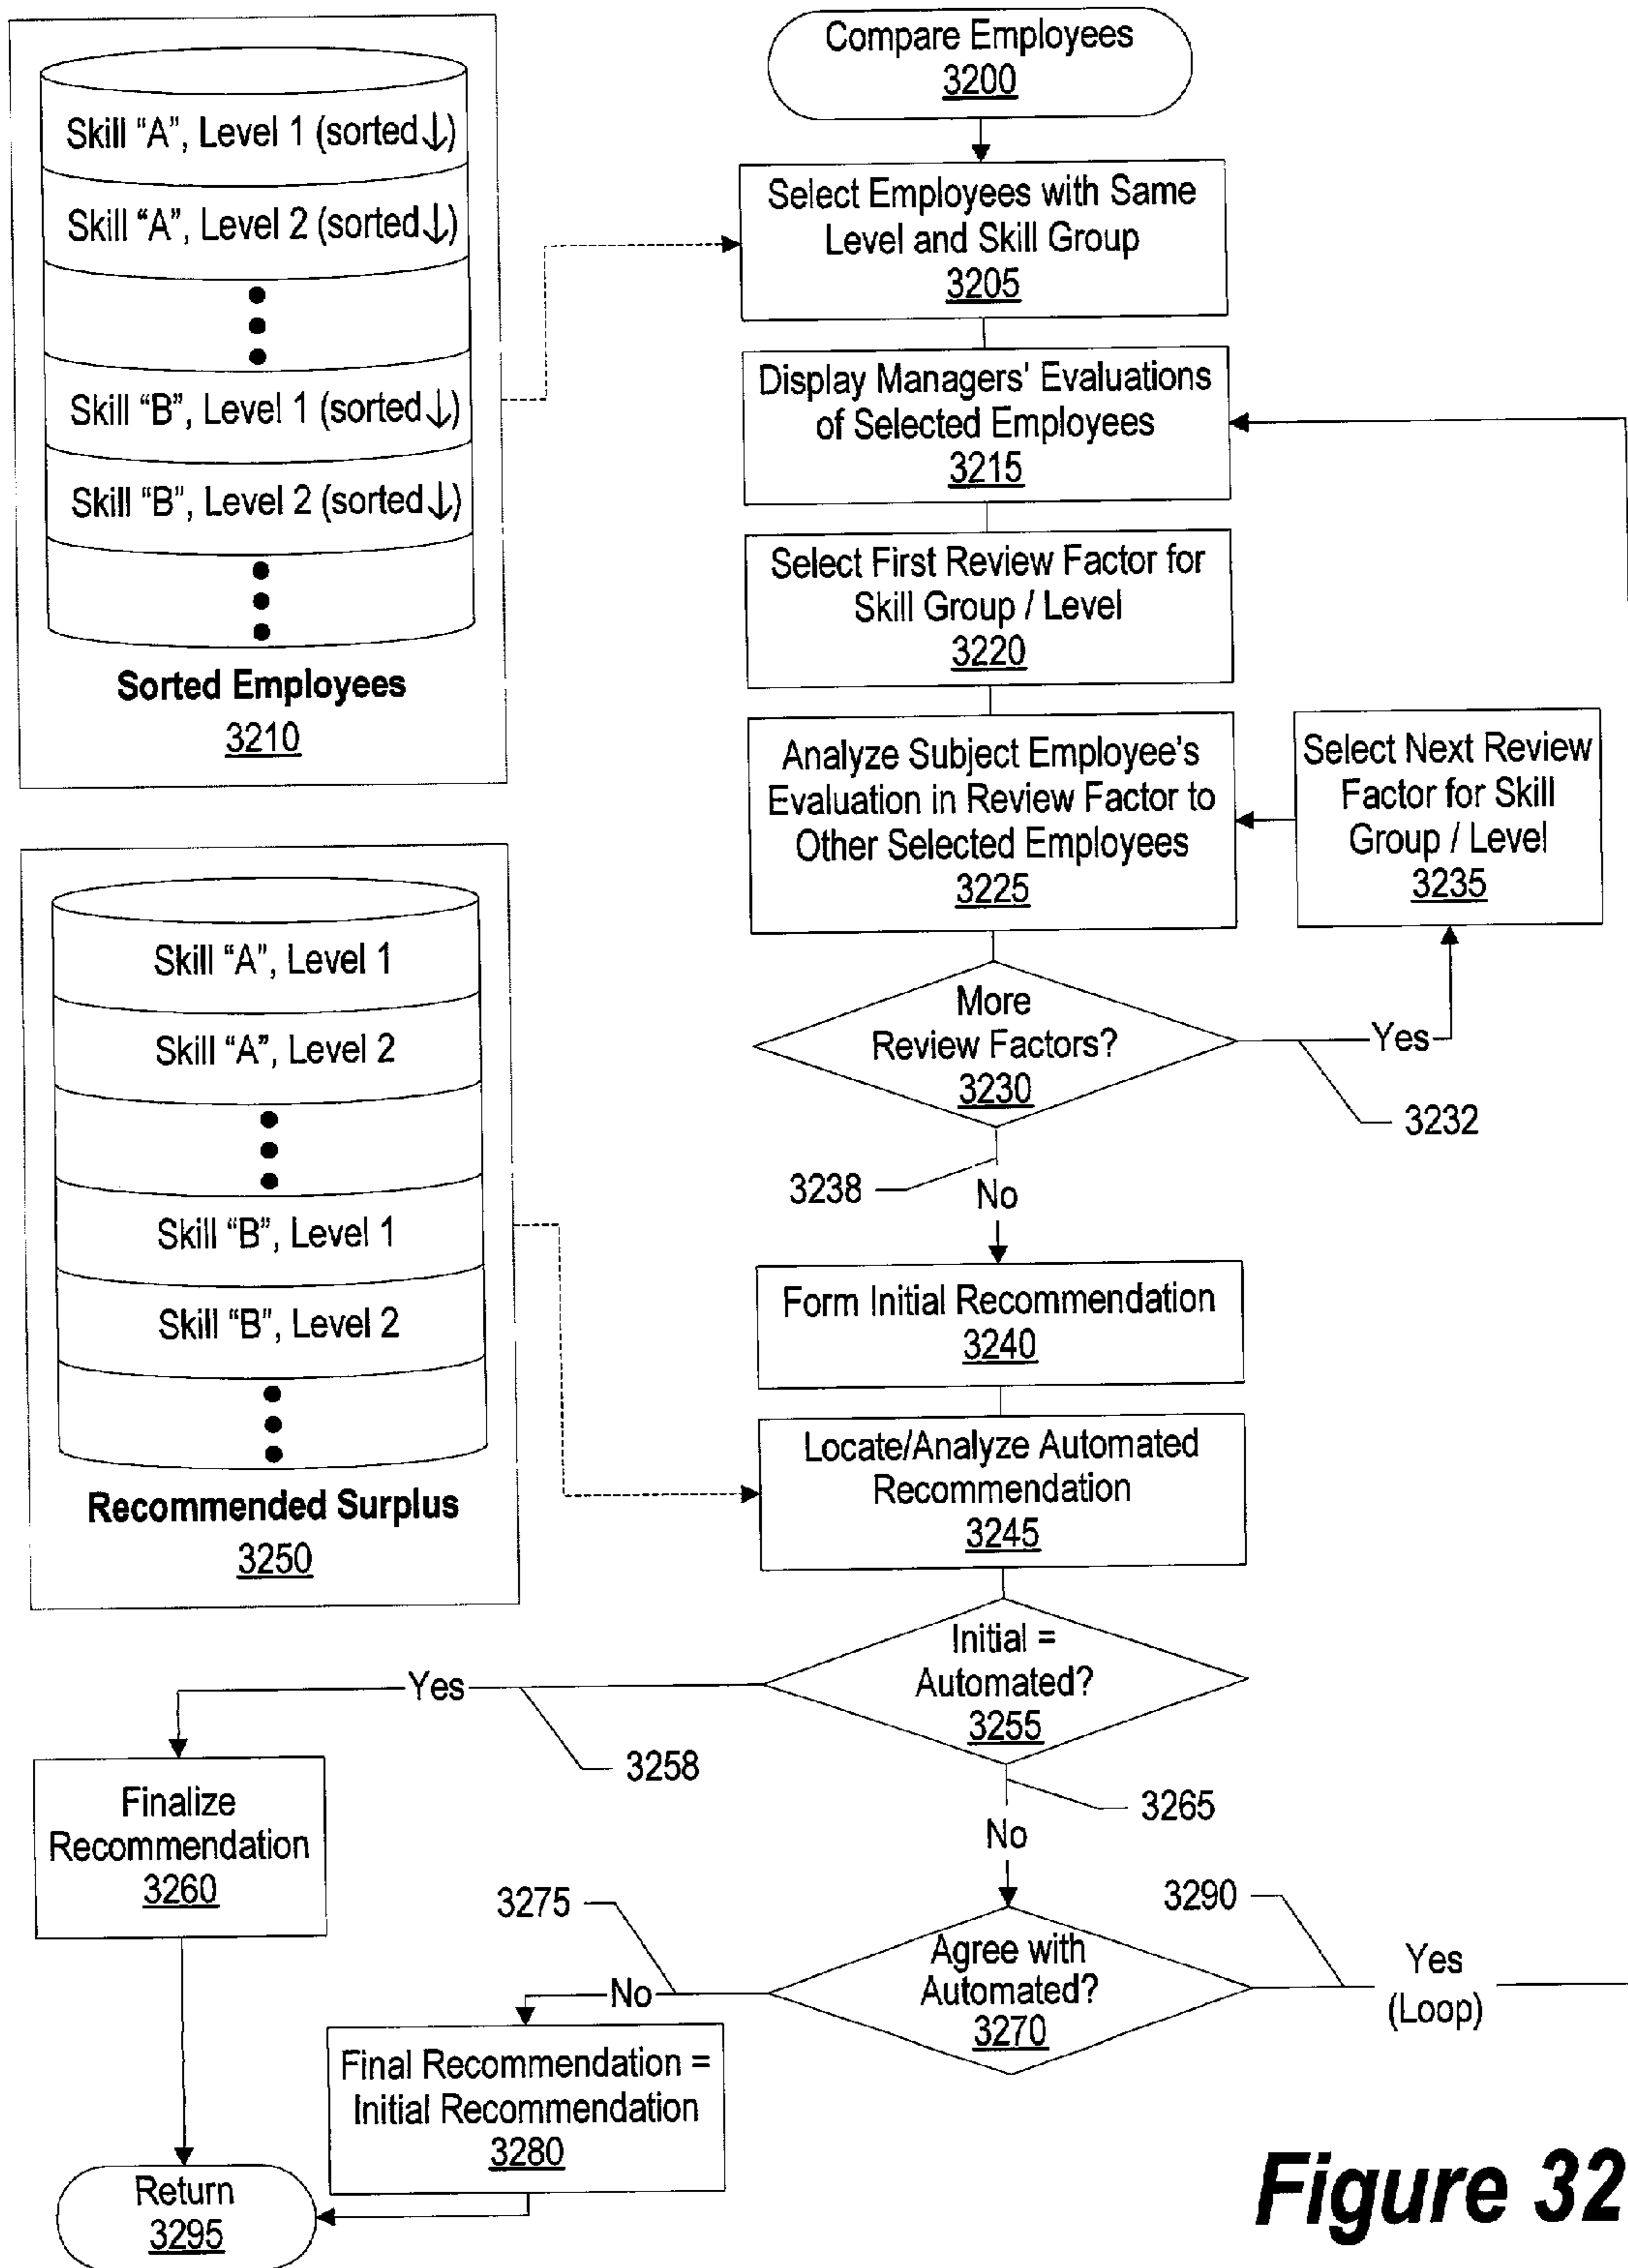 Compare Employees
3200
Skill "A", Level 1 (sorted↓)
Skill "A", Level 2 (sorted↓)
Skill "B", Level 1 (sorted↓)
Skill "B", Level 2 (sorted↓)
Sorted Employees
3210
Select Employees with Same
Level and Skill Group
3205
Display Managers' Evaluations
of Selected Employees
3215
Select First Review Factor for
Skill Group / Level
3220
Analyze Subject Employee's
Evaluation in Review Factor to
Other Selected Employees
3225
Select Next Review
Factor for Skill
Group / Level
3235
More
Review Factors?
3230
Yes
3232
3238
No
Skill "A", Level 1
Skill "A", Level 2
Skill "B", Level 1
Skill "B", Level 2
Recommended Surplus
3250
Form Initial Recommendation
3240
Locate/Analyze Automated
Recommendation
3245
Initial =
Automated?
3255
Yes
3258
3265
No
Finalize
Recommendation
3260
Agree with
Automated?
3270
3275
No
3290
Yes
(Loop)
Final Recommendation =
Initial Recommendation
3280
Return
3295
Figure 32